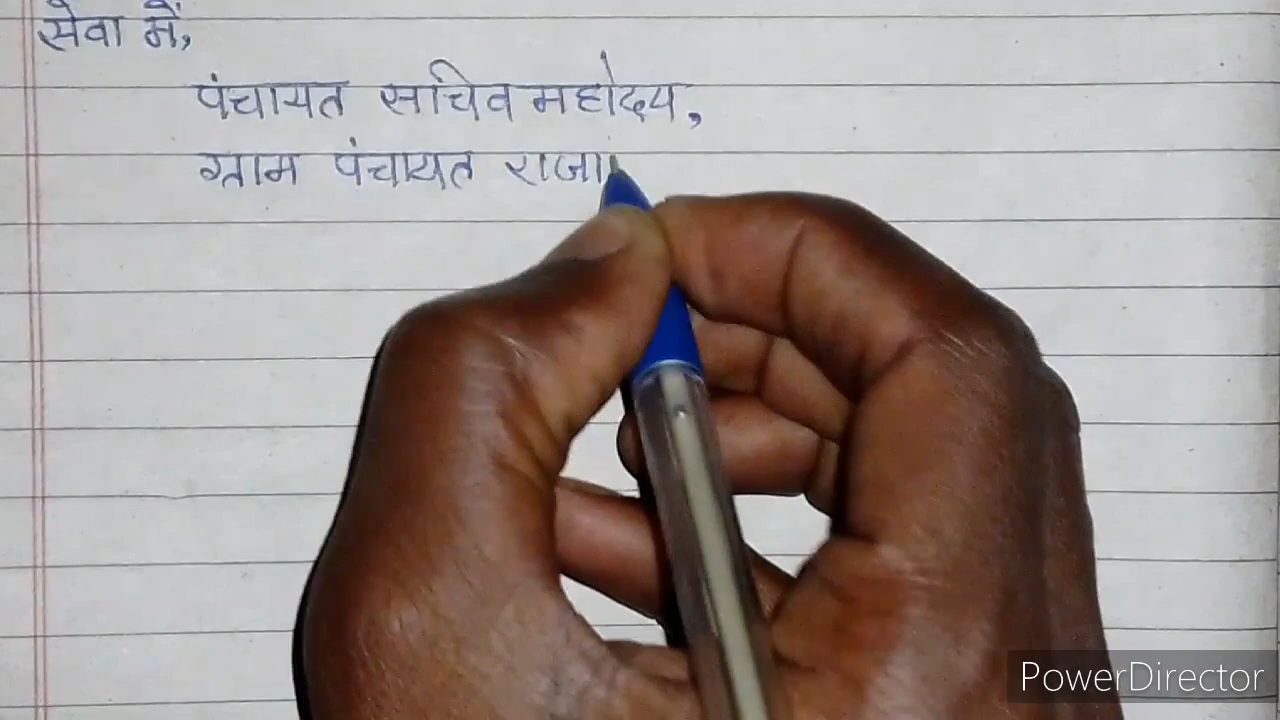 सेवा में,
पंचायत सचिव महोदय,
ग्राम पंचायत राजा
PowerDirector